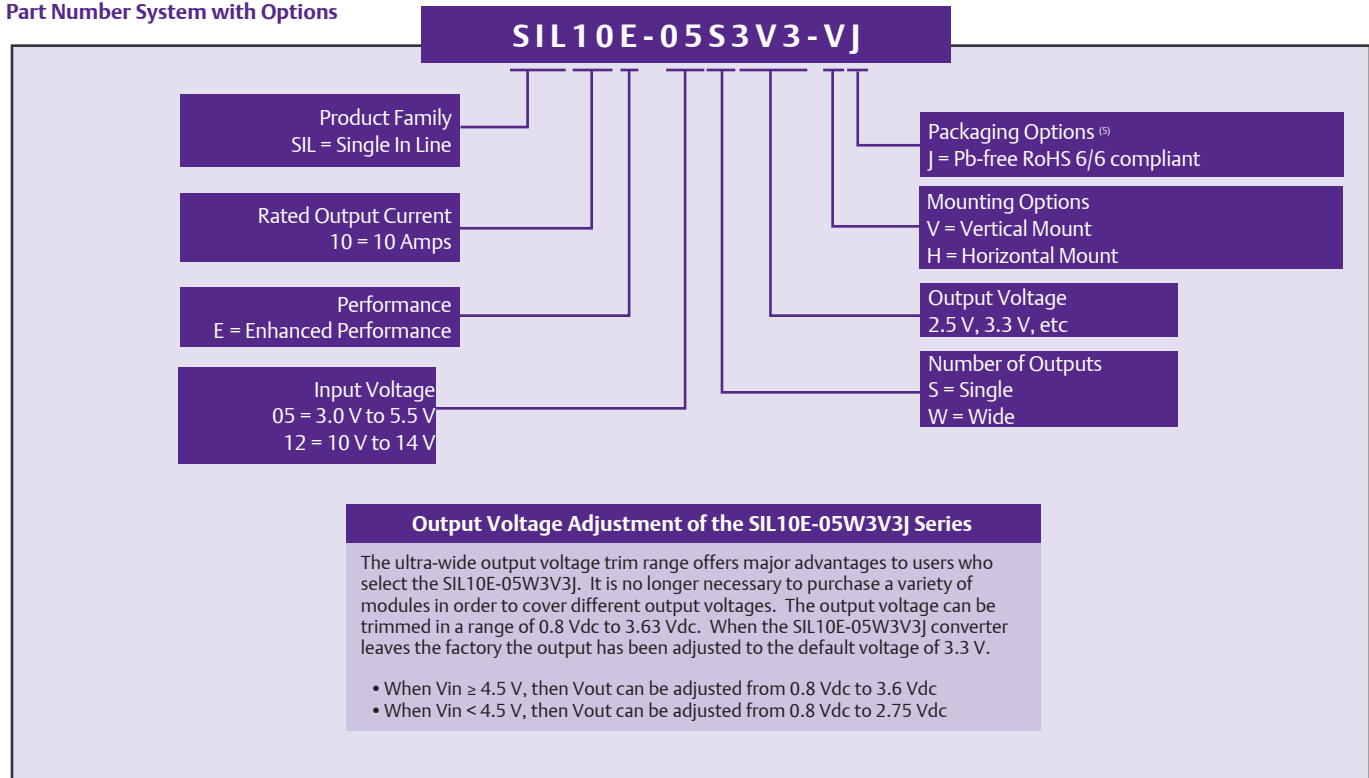 Part Number System with Options
SIL10E-05S3V3-VJ
Product Family
SIL = Single In Line
Rated Output Current
10 = 10 Amps
Performance
E = Enhanced Performance
Input Voltage
05 = 3.0 V to 5.5 V
12 = 10 V to 14 V
Packaging Options (5)
J = Pb-free RoHS 6/6 compliant
Mounting Options
V = Vertical Mount
H = Horizontal Mount
Output Voltage
2.5 V, 3.3 V, etc
Number of Outputs
S = Single
W = Wide
Output Voltage Adjustment of the SIL10E-05W3V3J Series
The ultra-wide output voltage trim range offers major advantages to users who
select the SIL10E-05W3V3J. It is no longer necessary to purchase a variety of
modules in order to cover different output voltages. The output voltage can be
trimmed in a range of 0.8 Vdc to 3.63 Vdc. When the SIL10E-05W3V3J converter
leaves the factory the output has been adjusted to the default voltage of 3.3 V.
• When Vin ≥ 4.5 V, then Vout can be adjusted from 0.8 Vdc to 3.6 Vdc
• When Vin < 4.5 V, then Vout can be adjusted from 0.8 Vdc to 2.75 Vdc